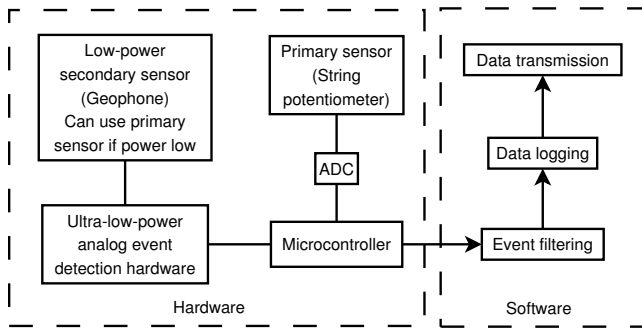 Low-power
secondary sensor
(Geophone)
Can use primary
sensor if power low
Primary sensor
(String
potentiometer)
ADC
Ultra-low-power
analog event
detection hardware
Microcontroller
Hardware
Data transmission
Data logging
Event filtering
Software